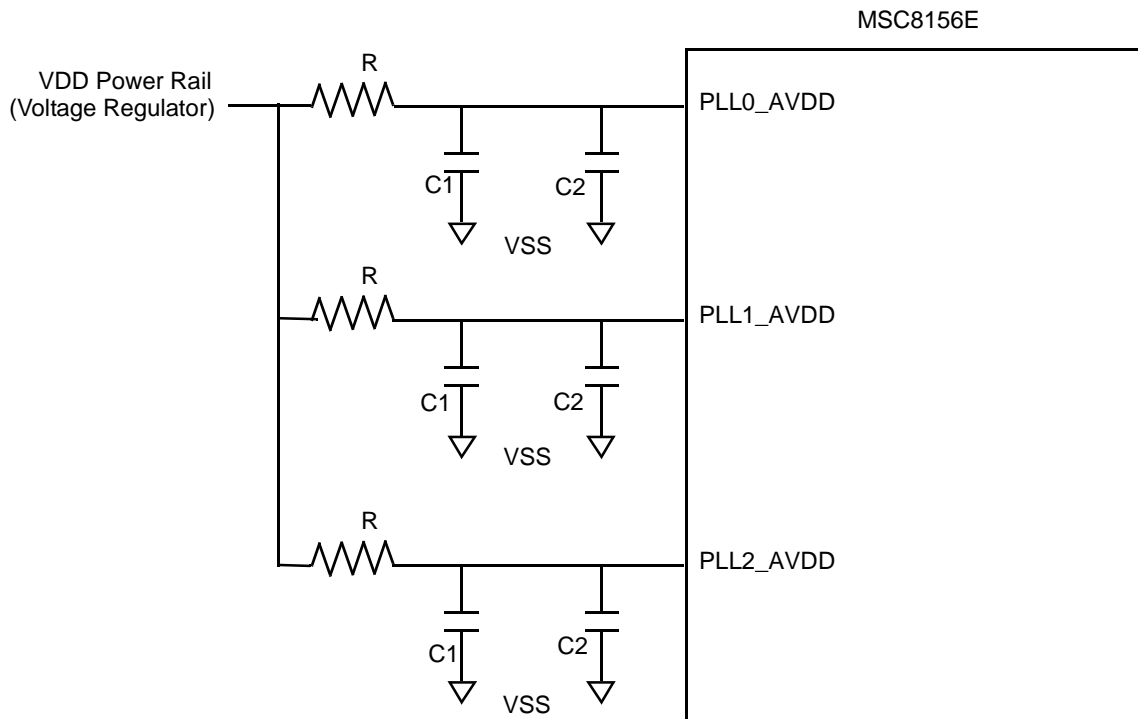 MSC8156E
VDD Power Rail
(Voltage Regulator)
R
PLL0_AVDD
C1
C2
VSS
R
PLL1_AVDD
C1
C2
VSS
R
PLL2_AVDD
C1
C2
VSS